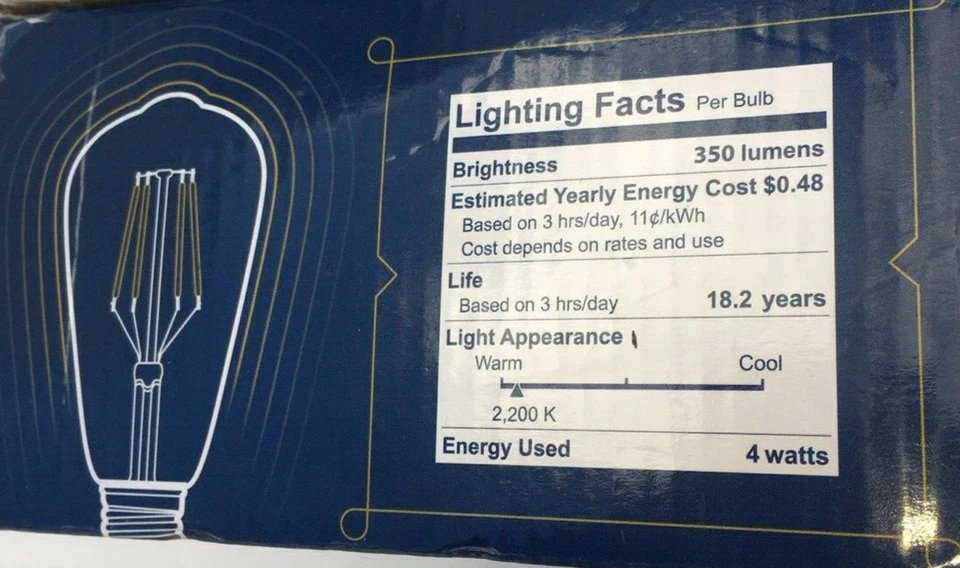 Lighting Facts Per Bulb
Brightness 350 lumens
Estimated Yearly Energy Cost $0.48
Based on 3 hrs/day, 11¢/kWh
Cost depends on rates and use
Life
Based on 3 hrs/day 18.2 years
Light Appearance
Warm Cool
2,200 K
Energy Used 4 watts